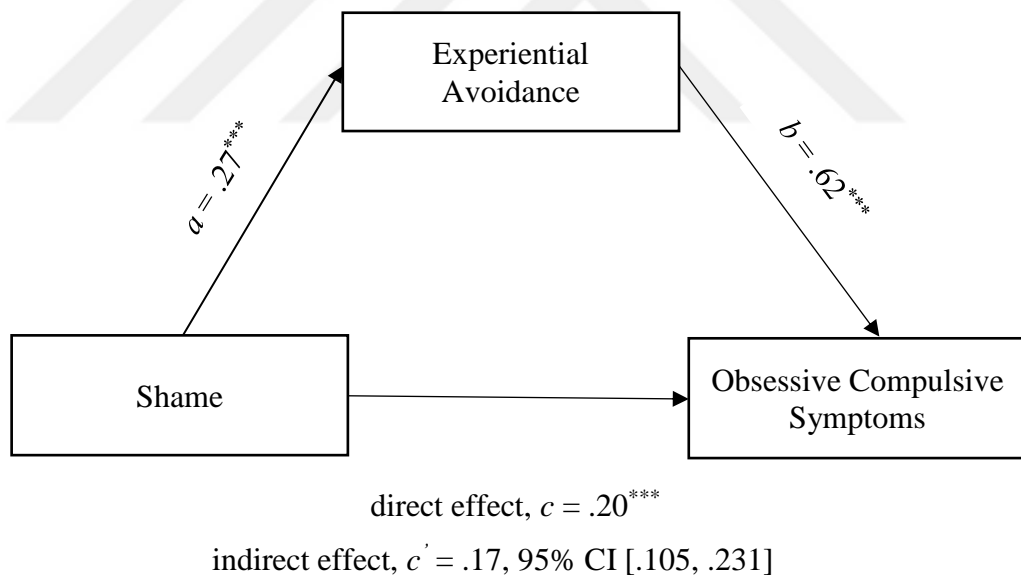 Experiential
Avoidance
a = .27***
b = .62***
Shame
Obsessive Compulsive
Symptoms
direct effect, c = .20***
indirect effect, c' = .17, 95% CI [.105, .231]